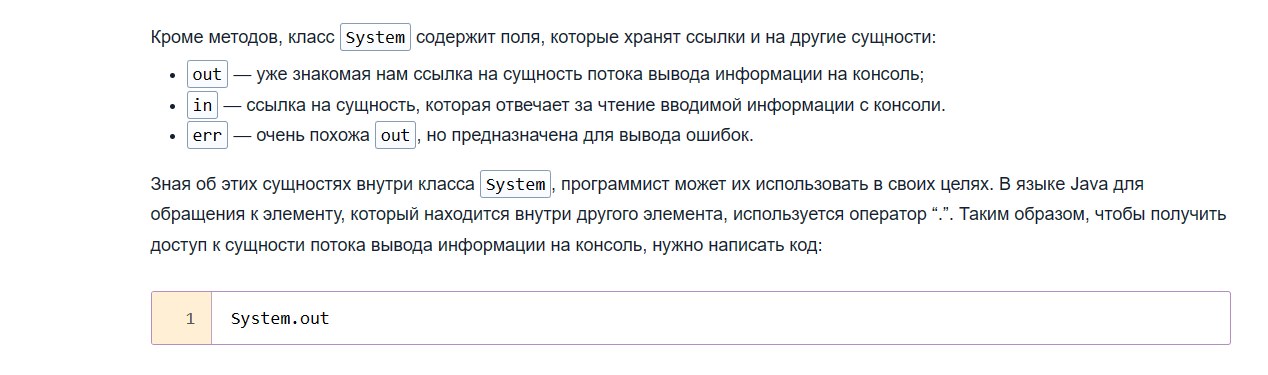 Кроме методов, класс System содержит поля, которые хранят ссылки и на другие сущности:
• out — уже знакомая нам ссылка на сущность потока вывода информации на консоль;
• in — ссылка на сущность, которая отвечает за чтение вводимой информации с консоли.
• err — очень похожа out, но предназначена для вывода ошибок.
Зная об этих сущностях внутри класса System, программист может их использовать в своих целях. В языке Java для
обращения к элементу, который находится внутри другого элемента, используется оператор “.”. Таким образом, чтобы получить
доступ к сущности потока вывода информации на консоль, нужно написать код:
1 System.out